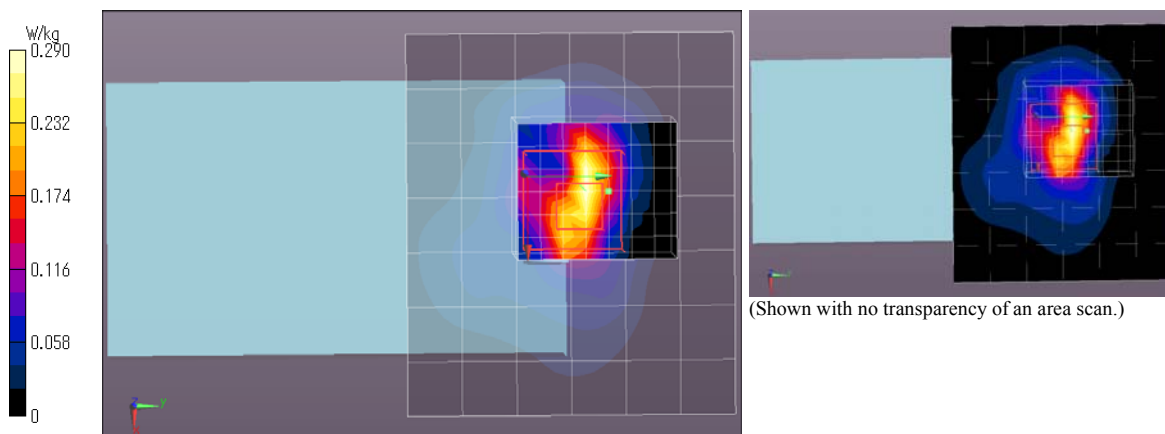 W/kg
0.290
0.232
0.174
0.116
0.058
0
z
y
(Shown with no transparency of an area scan.)